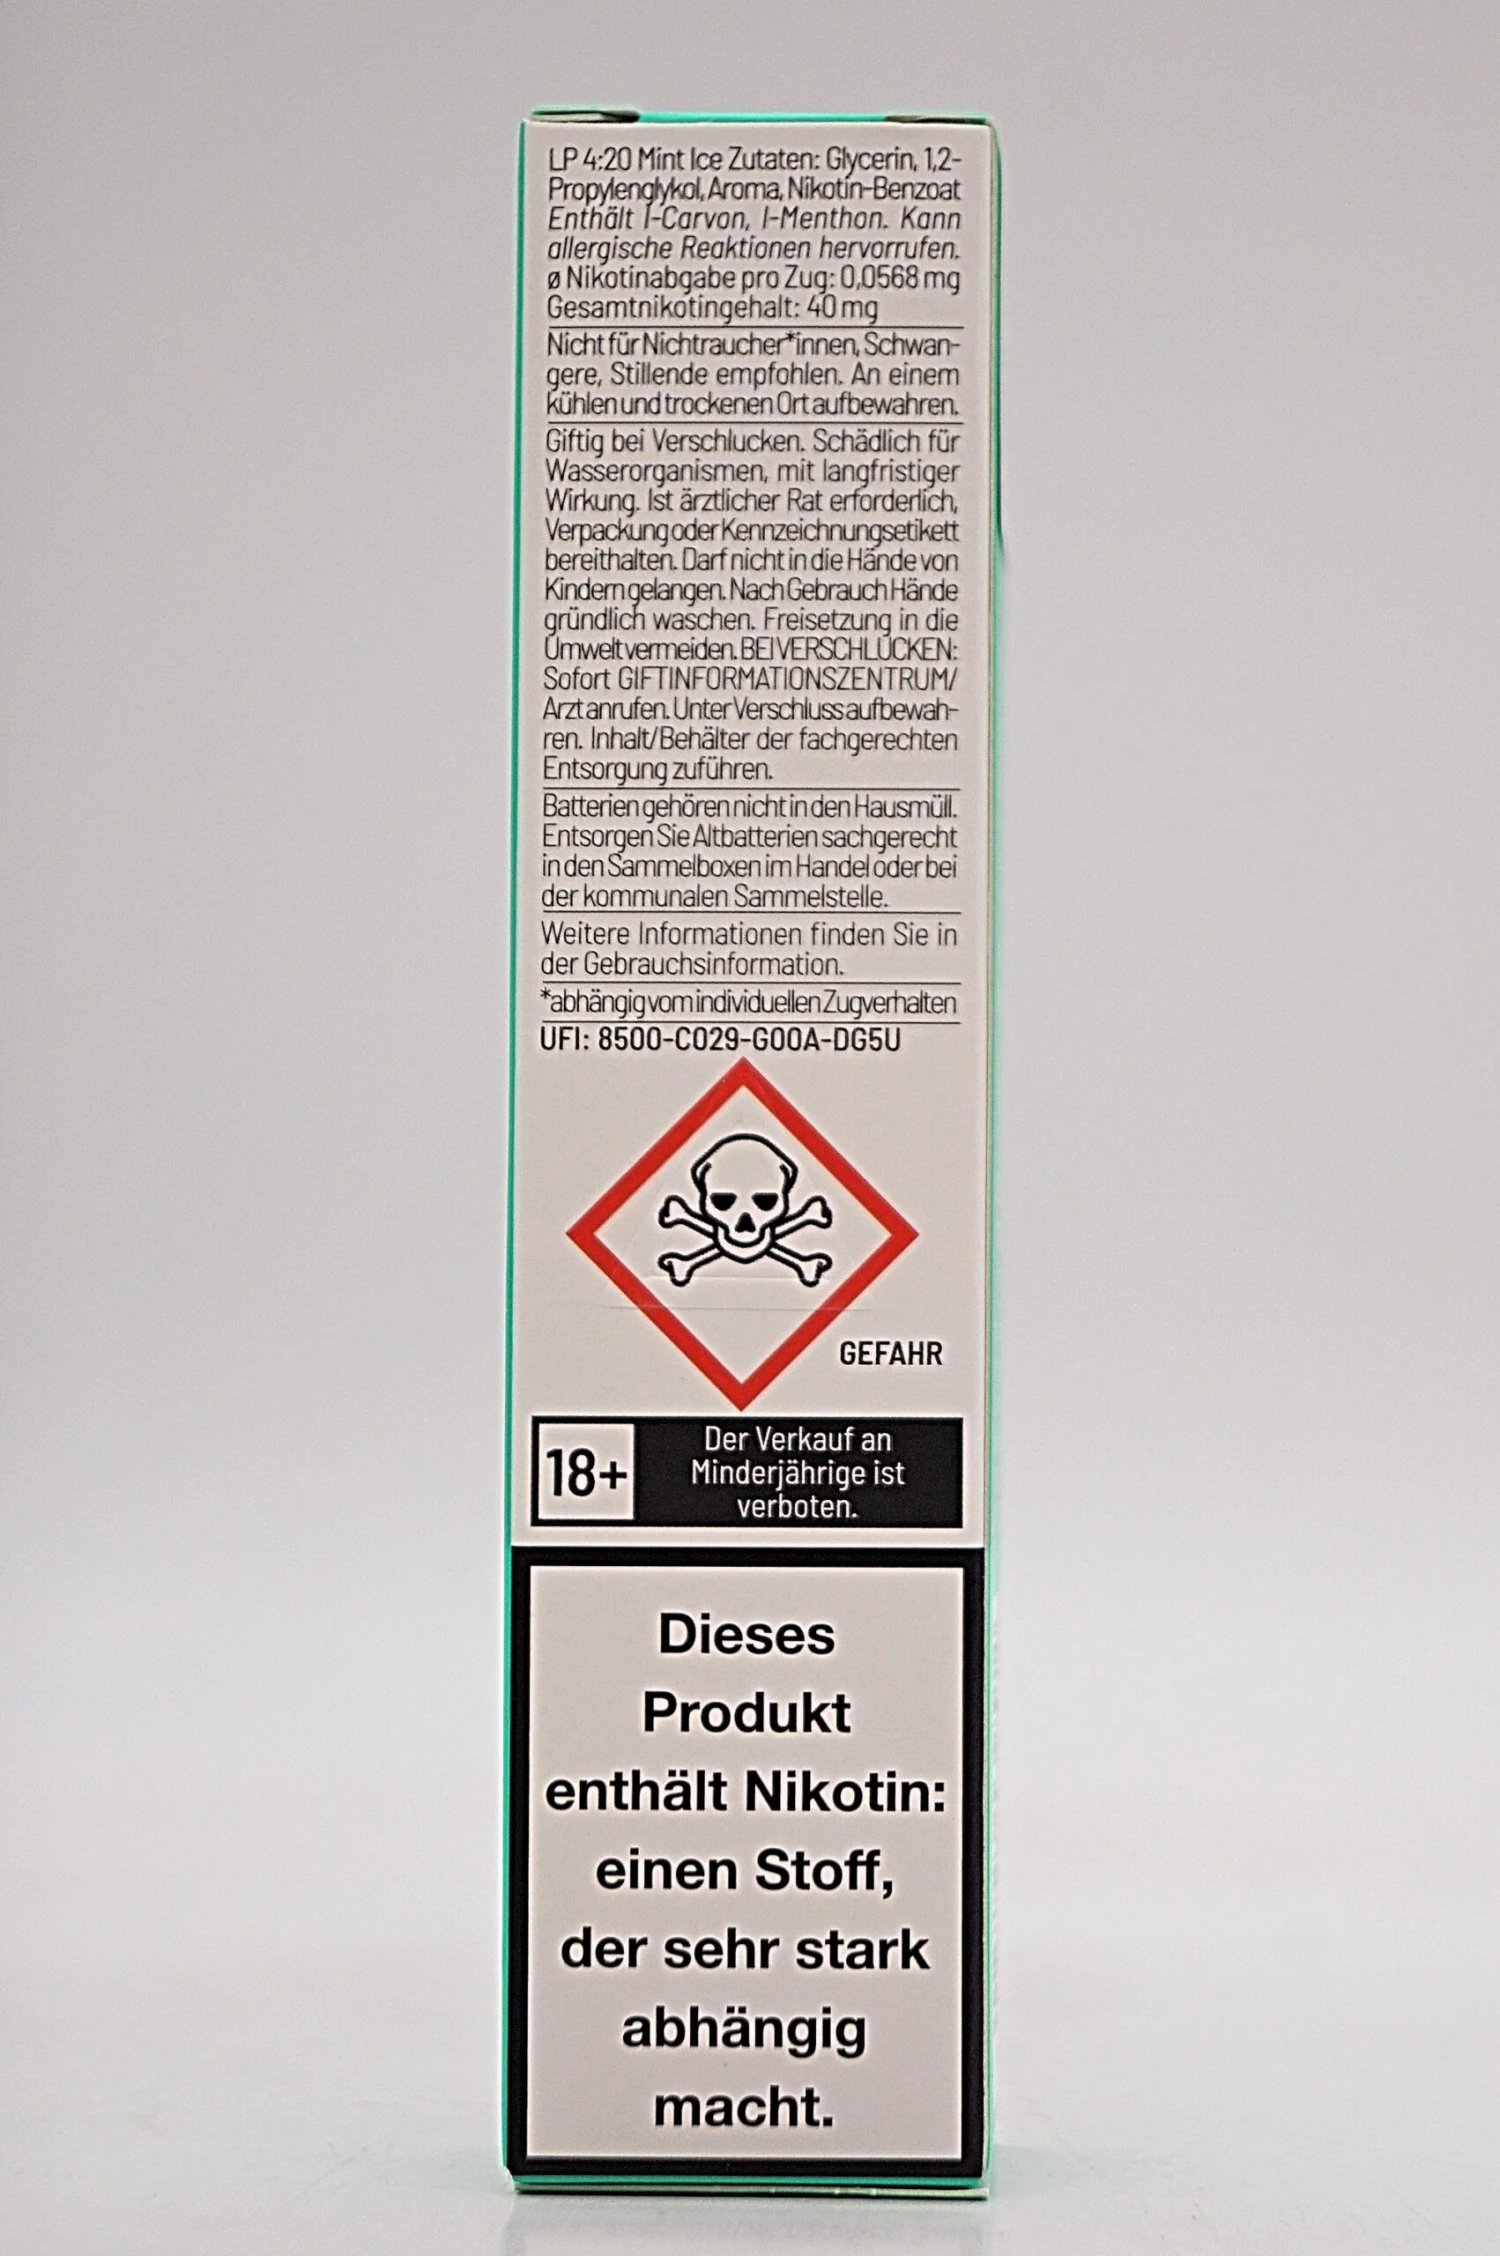 LP 4:20 Mint Ice Zutaten: Glycerin, 1,2-
Propylenglykol, Aroma, Nikotin-Benzoat
Enthält l-Carvon, l-Menthon. Kann
allergische Reaktionen hervorrufen.
ø Nikotinabgabe pro Zug: 0,0568 mg
Gesamtnikotingehalt: 40 mg
Nicht für Nichtraucher*innen, Schwan-
gere, Stillende empfohlen. An einem
kühlen und trockenen Ort aufbewahren.
Giftig bei Verschlucken. Schädlich für
Wasserorganismen, mit langfristiger
Wirkung. Ist ärztlicher Rat erforderlich,
Verpackung oder Kennzeichnungsetikett
bereithalten. Darf nicht in die Hände von
Kindern gelangen. Nach Gebrauch Hände
gründlich waschen. Freisetzung in die
Umwelt vermeiden. BEI VERSCHLUCKEN:
Sofort GIFTINFORMATIONSZENTRUM/
Arzt anrufen. Unter Verschluss aufbewah-
ren. Inhalt/Behälter der fachgerechten
Entsorgung zuführen.
Batterien gehören nicht in den Hausmüll.
Entsorgen Sie Altbatterien sachgerecht
in den Sammelboxen im Handel oder bei
der kommunalen Sammelstelle.
Weitere Informationen finden Sie in
der Gebrauchsinformation.
*abhängig vom individuellen Zugverhalten
UFI: 8500-C029-G00A-DG5U
GEFAHR
18+
Der Verkauf an
Minderjährige ist
verboten.
Dieses
Produkt
enthält Nikotin:
einen Stoff,
der sehr stark
abhängig
macht.